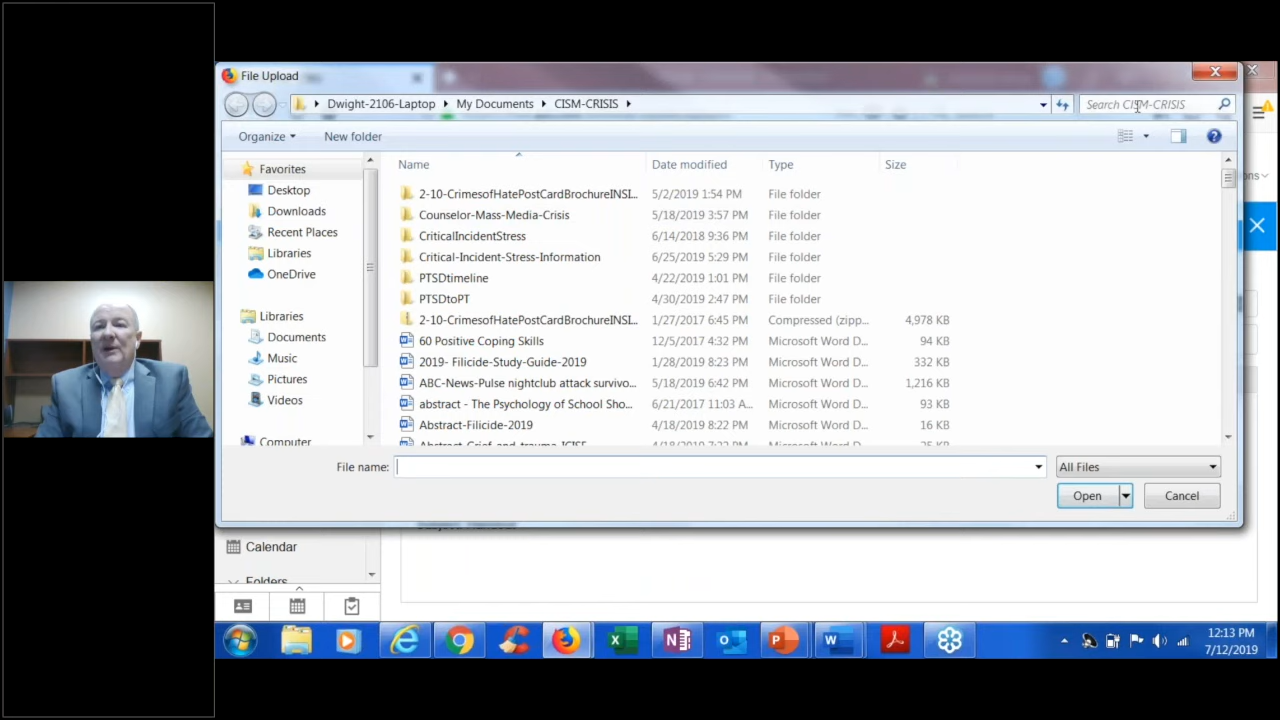 File Upload
Dwight-2106-Laptop My Documents CISM-CRISIS
Search CISM-CRISIS
Organize New folder
Favorites
Desktop
Downloads
Recent Places
Libraries
OneDrive
Libraries
Documents
Music
Pictures
Videos
Computer
Name Date modified Type Size
2-10-CrimesofHatePostCardBrochureINSI... 5/2/2019 1:54 PM File folder
Counselor-Mass-Media-Crisis 5/18/2019 3:57 PM File folder
CriticalIncidentStress 6/14/2018 9:36 PM File folder
Critical-Incident-Stress-Information 6/25/2019 5:29 PM File folder
PTSDtimeline 4/22/2019 1:01 PM File folder
PTSDtoPT 4/30/2019 2:47 PM File folder
2-10-CrimesofHatePostCardBrochureINSI... 1/27/2017 6:45 PM Compressed (zipp... 4,978 KB
60 Positive Coping Skills 12/5/2017 4:32 PM Microsoft Word D... 94 KB
2019- Filicide-Study-Guide-2019 1/28/2019 8:23 PM Microsoft Word D... 332 KB
ABC-News-Pulse nightclub attack survivo... 5/18/2019 6:42 PM Microsoft Word D... 1,216 KB
abstract - The Psychology of School Sho... 6/21/2017 11:03 A... Microsoft Word D... 93 KB
Abstract-Filicide-2019 4/18/2019 8:22 PM Microsoft Word D... 16 KB
File name: All Files
Open Cancel
Calendar
Folders
12:13 PM
7/12/2019